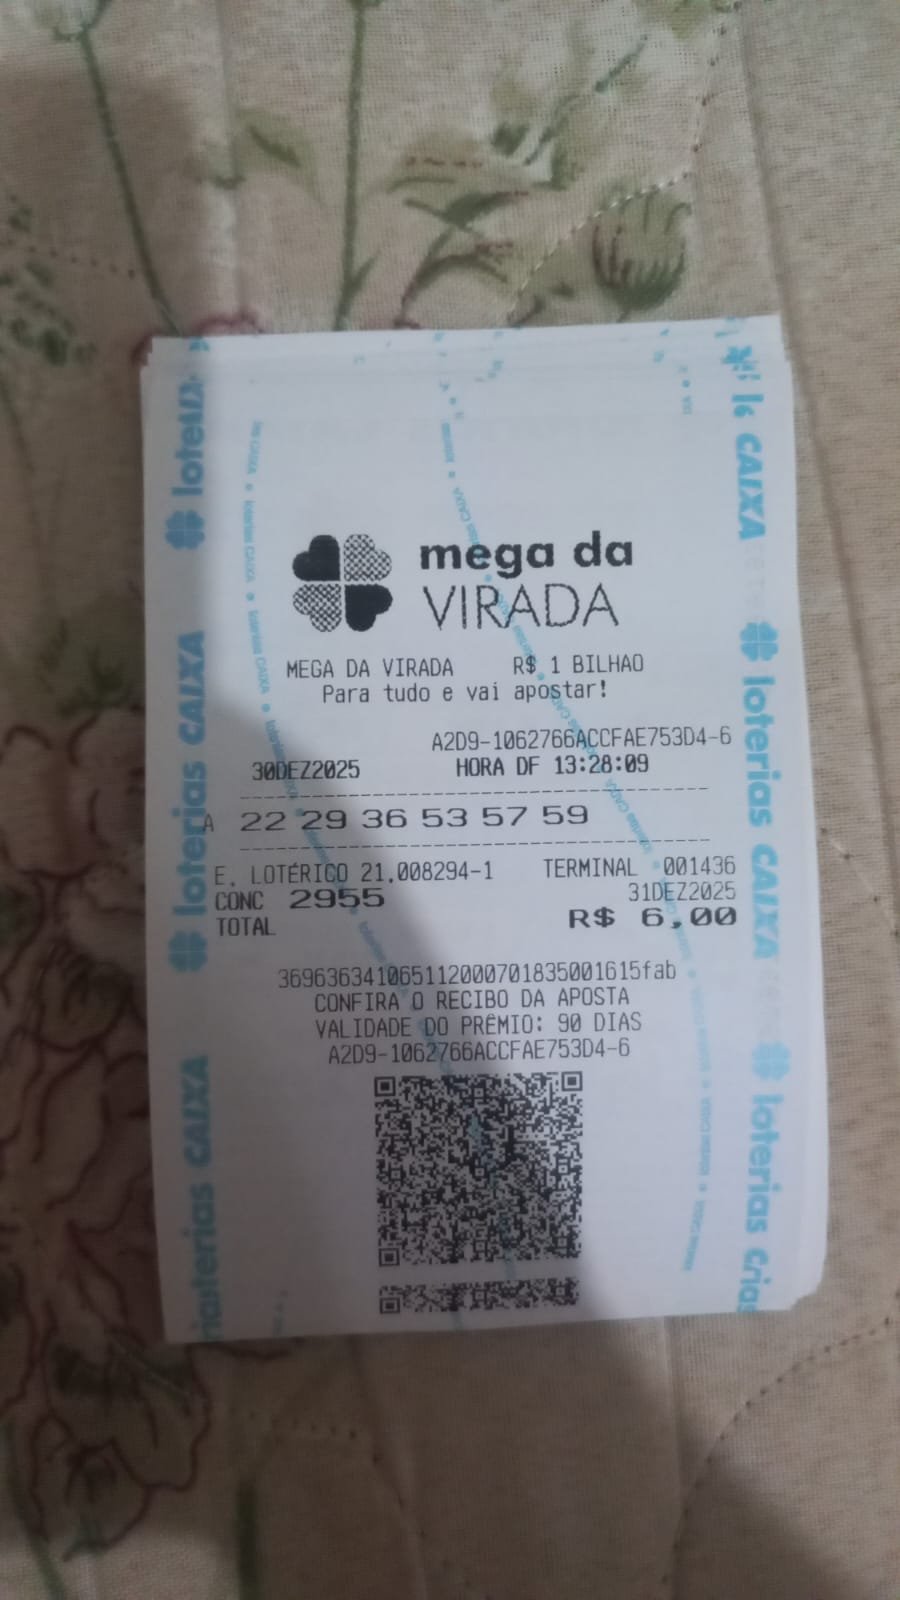 mega da
VIRADA
MEGA DA VIRADA R$ 1 BILHAO
Para tudo e vai apostar!
A2D9-1062766ACCFAE753D4-6
30DEZ2025 HORA DF 13:28:09
A 22 29 36 53 57 59
E. LOTÉRICO 21.008294-1 TERMINAL 001436
CONC 2955 31DEZ2025
TOTAL R$ 6,00
369636341065112000701835001615fab
CONFIRA O RECIBO DA APOSTA
VALIDADE DO PRÊMIO: 90 DIAS
A2D9-1062766ACCFAE753D4-6
loterias CAIXA
loterias CAIXA
CAIXA
loterias CAIXA
loterias